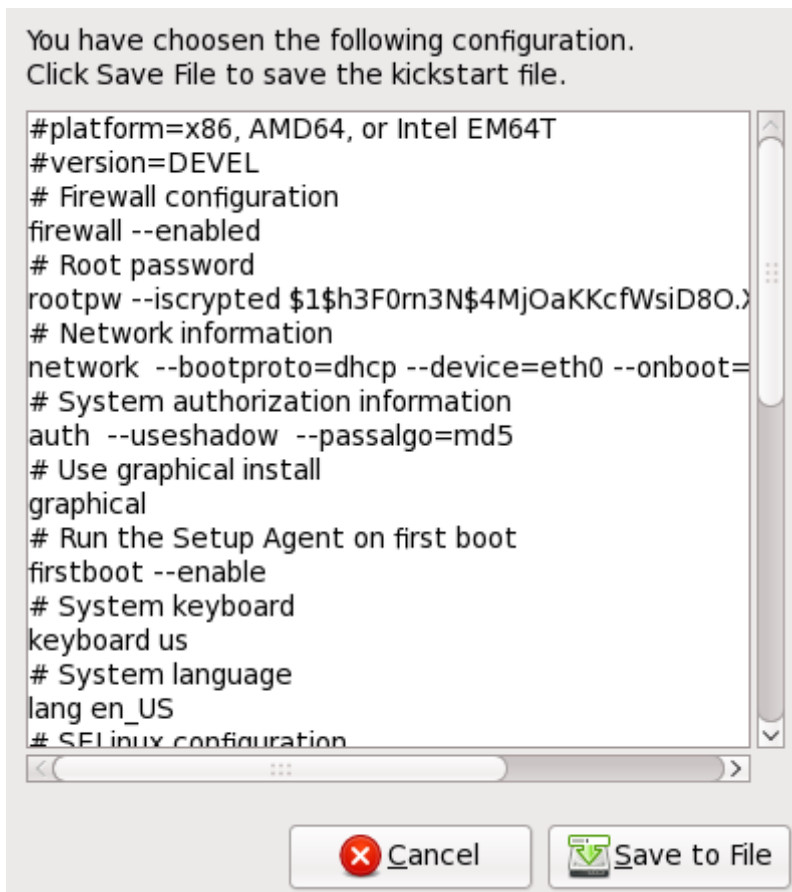 You have choosen the following configuration.
Click Save File to save the kickstart file.
#platform=x86, AMD64, or Intel EM64T
#version=DEVEL
# Firewall configuration
firewall --enabled
# Root password
rootpw --iscrypted $1$h3F0rn3N$4MjOaKKcfWsiD8O.X
# Network information
network  --bootproto=dhcp --device=eth0 --onboot=
# System authorization information
auth  --useshadow  --passalgo=md5
# Use graphical install
graphical
# Run the Setup Agent on first boot
firstboot --enable
# System keyboard
keyboard us
# System language
lang en_US
# SELinux configuration
Cancel
Save to File